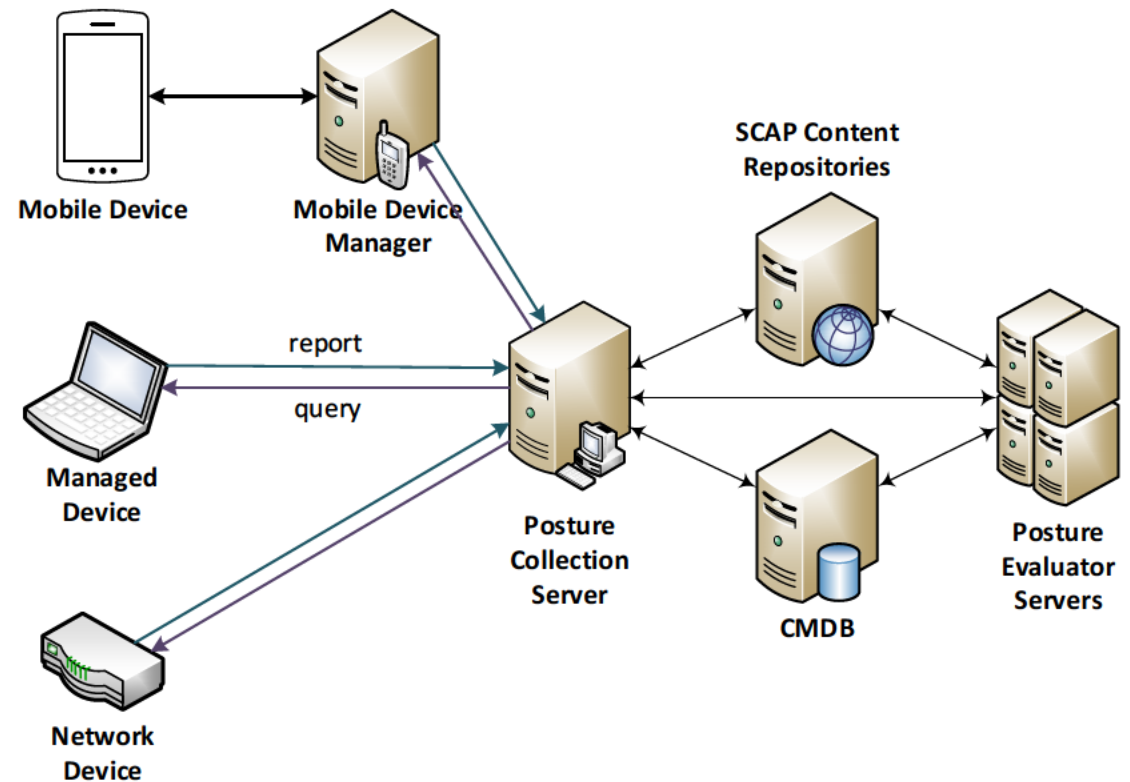 SCAP Content
Repositories
Mobile Device
Mobile Device
Manager
report
query
Managed
Device
Posture
Collection
Server
Posture
Evaluator
Servers
CMDB
Network
Device